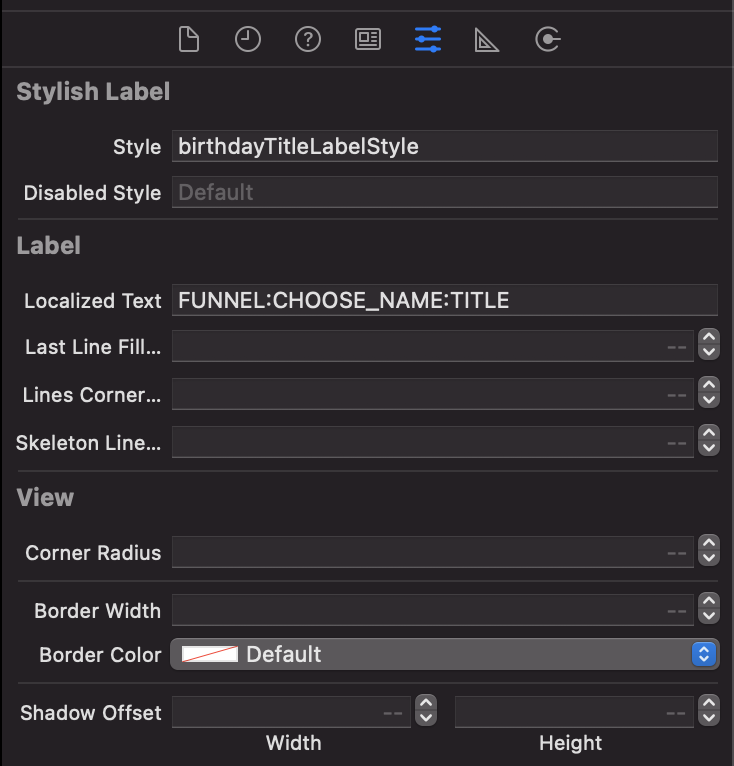 Stylish Label
Style birthdayTitleLabelStyle
Disabled Style Default
Label
Localized Text FUNNEL:CHOOSE_NAME:TITLE
Last Line Fill... --
Lines Corner... --
Skeleton Line... --
View
Corner Radius --
Border Width --
Border Color Default
Shadow Offset -- --
Width Height